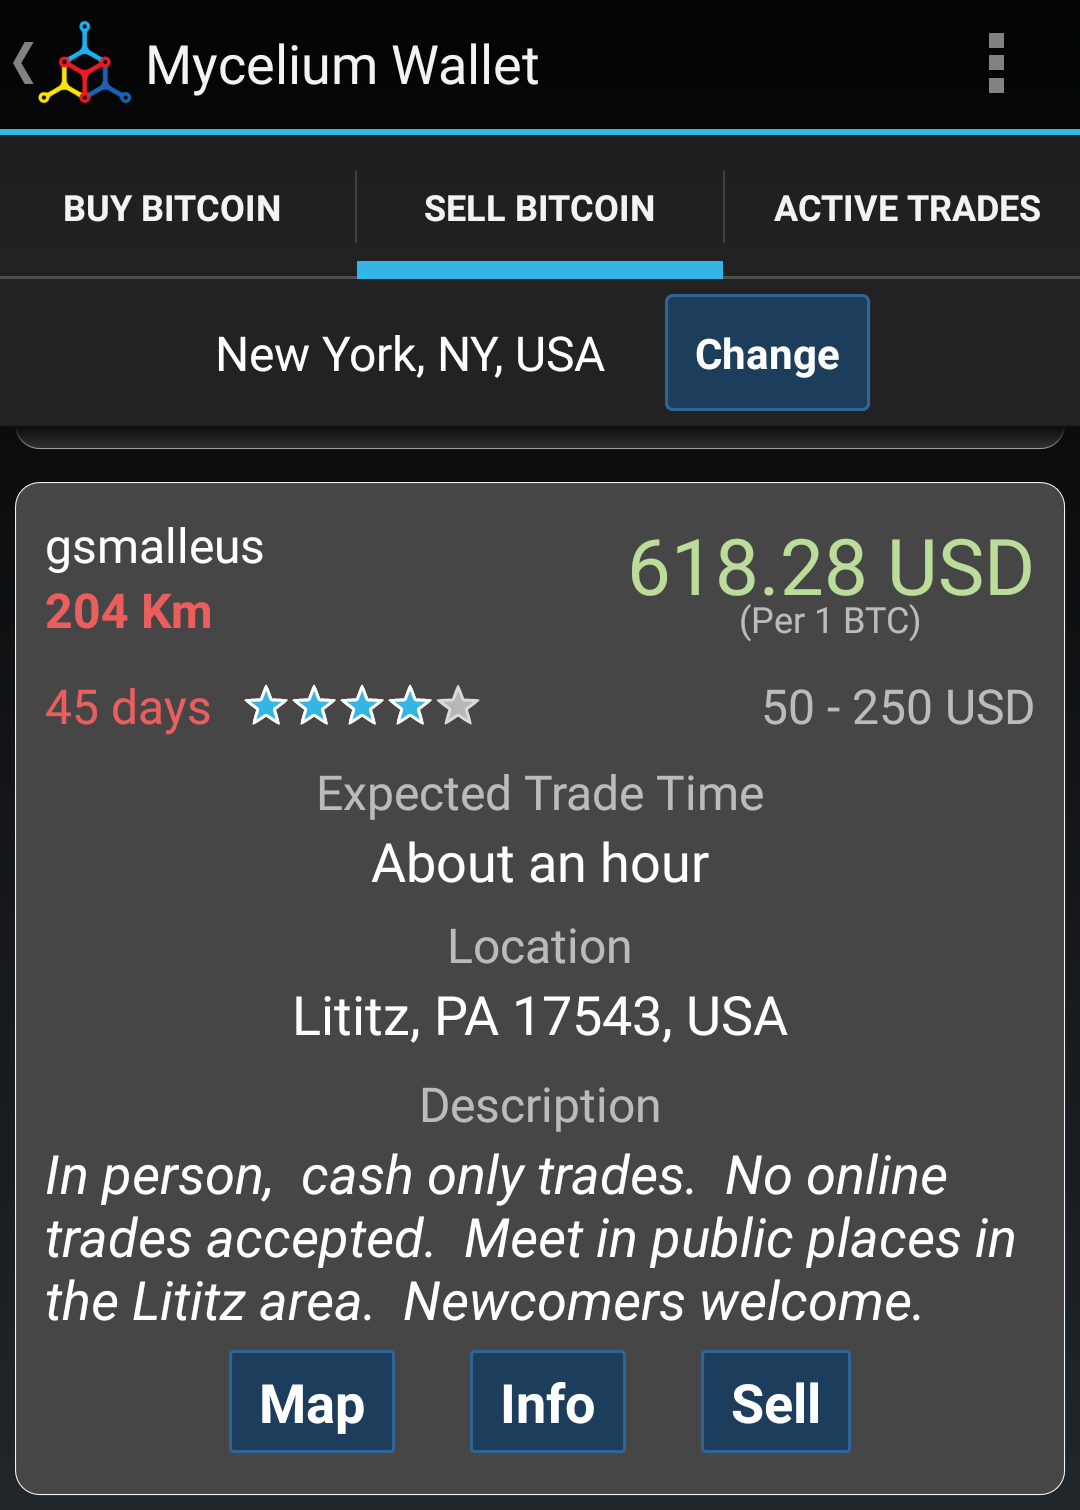 Mycelium Wallet
BUY BITCOIN
SELL BITCOIN
ACTIVE TRADES
New York, NY, USA
Change
gsmalleus
618.28 USD
204 Km
(Per 1 BTC)
45 days
50 - 250 USD
Expected Trade Time
About an hour
Location
Lititz, PA 17543, USA
Description
In person,  cash only trades.  No online
trades accepted.  Meet in public places in
the Lititz area.  Newcomers welcome.
Map
Info
Sell